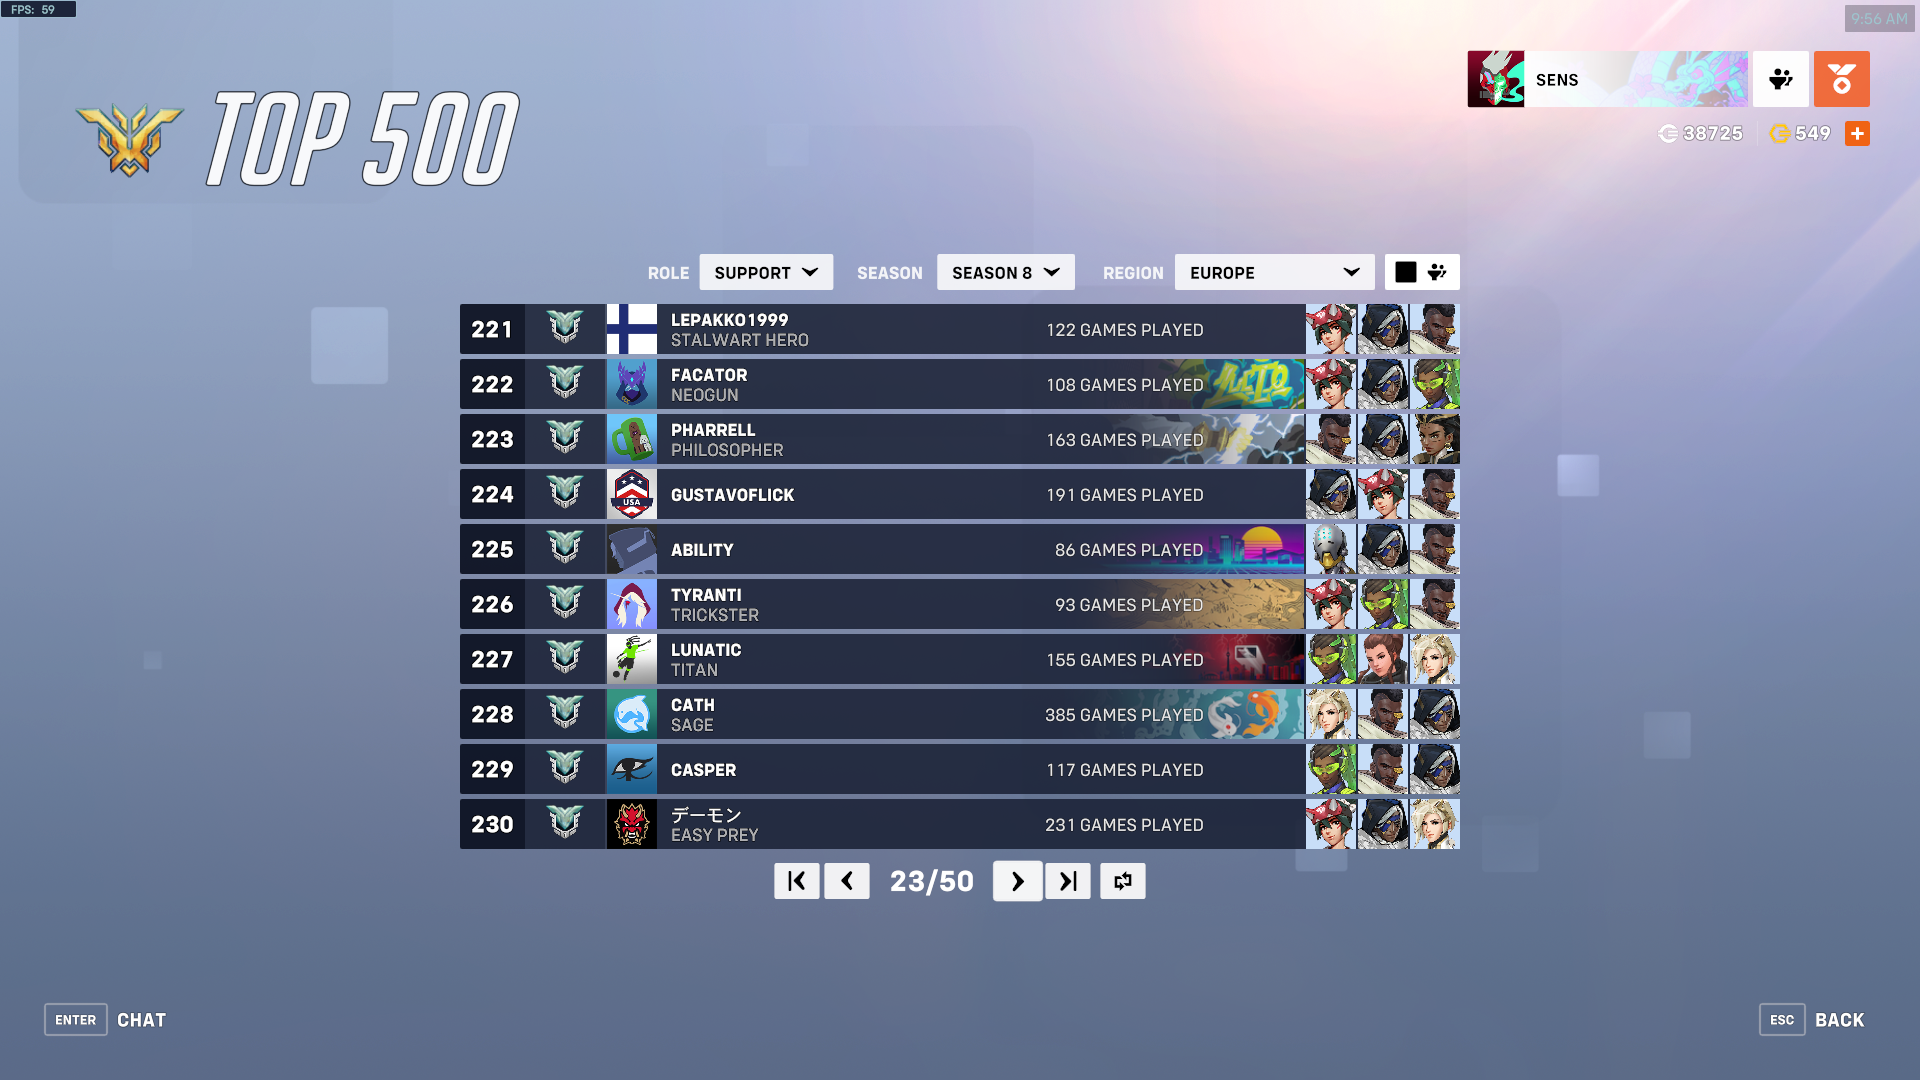 FPS: 59
9:56 AM
TOP 500
SENS
38725
549
ROLE SUPPORT SEASON SEASON 8 REGION EUROPE
221 LEPAKKO1999 122 GAMES PLAYED
STALWART HERO
222 FACATOR 108 GAMES PLAYED
NEOGUN
223 PHARRELL 163 GAMES PLAYED
PHILOSOPHER
224 USA GUSTAVOFLICK 191 GAMES PLAYED
225 ABILITY 86 GAMES PLAYED
226 TYRANTI 93 GAMES PLAYED
TRICKSTER
227 LUNATIC 155 GAMES PLAYED
TITAN
228 CATH 385 GAMES PLAYED
SAGE
229 CASPER 117 GAMES PLAYED
230 デーモン 231 GAMES PLAYED
EASY PREY
23/50
ENTER CHAT
ESC BACK